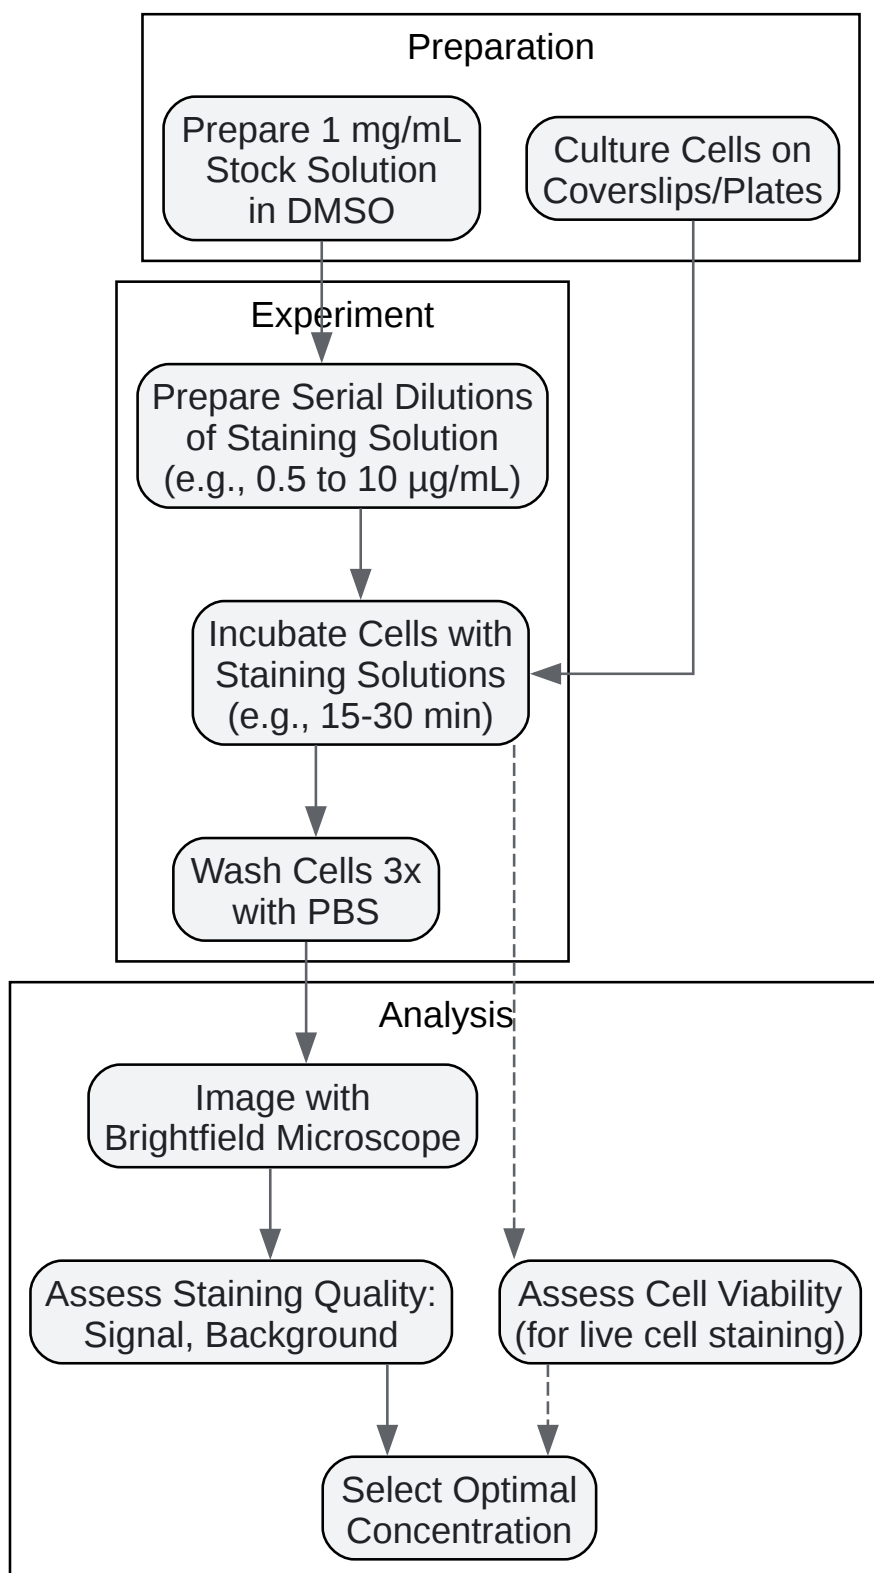 Preparation
Prepare 1 mg/mL
Stock Solution
in DMSO
Culture Cells on
Coverslips/Plates
Experiment
Prepare Serial Dilutions
of Staining Solution
(e.g., 0.5 to 10 µg/mL)
Incubate Cells with
Staining Solutions
(e.g., 15-30 min)
Wash Cells 3x
with PBS
Analysis
Image with
Brightfield Microscope
Assess Staining Quality:
Signal, Background
Assess Cell Viability
(for live cell staining)
Select Optimal
Concentration